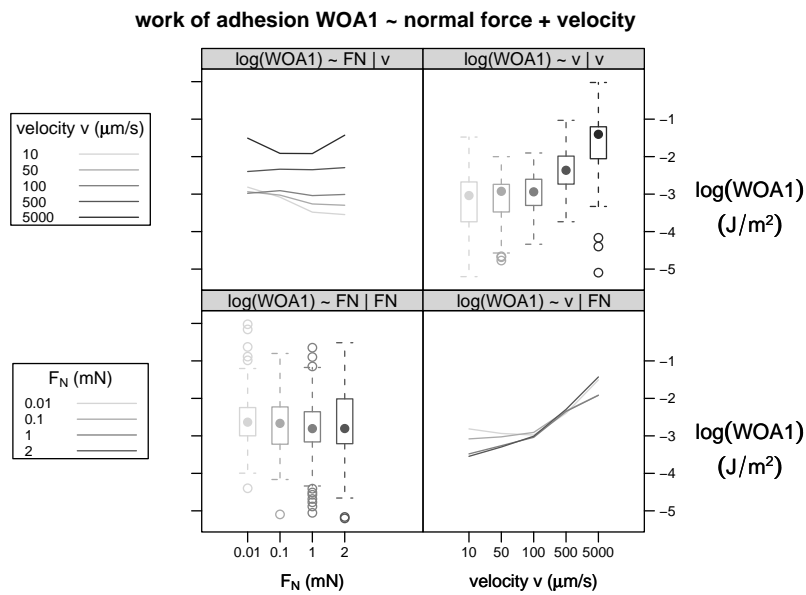 work of adhesion WOA1 ~ normal force + velocity
log(WOA1) ~ FN | v
log(WOA1) ~ v | v
velocity v (μm/s)
10
50
100
500
5000
−1
−2
−3
−4
−5
log(WOA1)
(J/m²)
log(WOA1) ~ FN | FN
log(WOA1) ~ v | FN
F_N (mN)
0.01
0.1
1
2
−1
−2
−3
−4
−5
log(WOA1)
(J/m²)
0.01 0.1 1 2
10 50 100 500 5000
F_N (mN)
velocity v (μm/s)